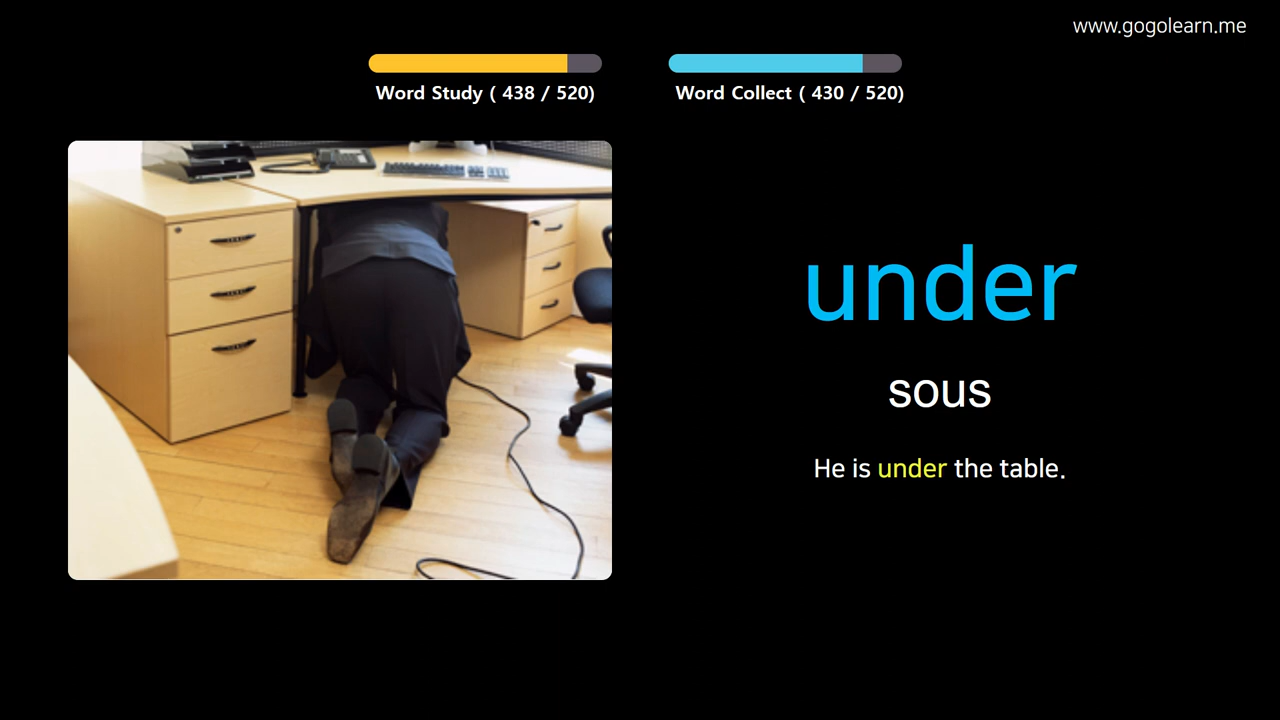 www.gogolearn.me
Word Study ( 438 / 520)
Word Collect ( 430 / 520)
under
sous
He is under the table.